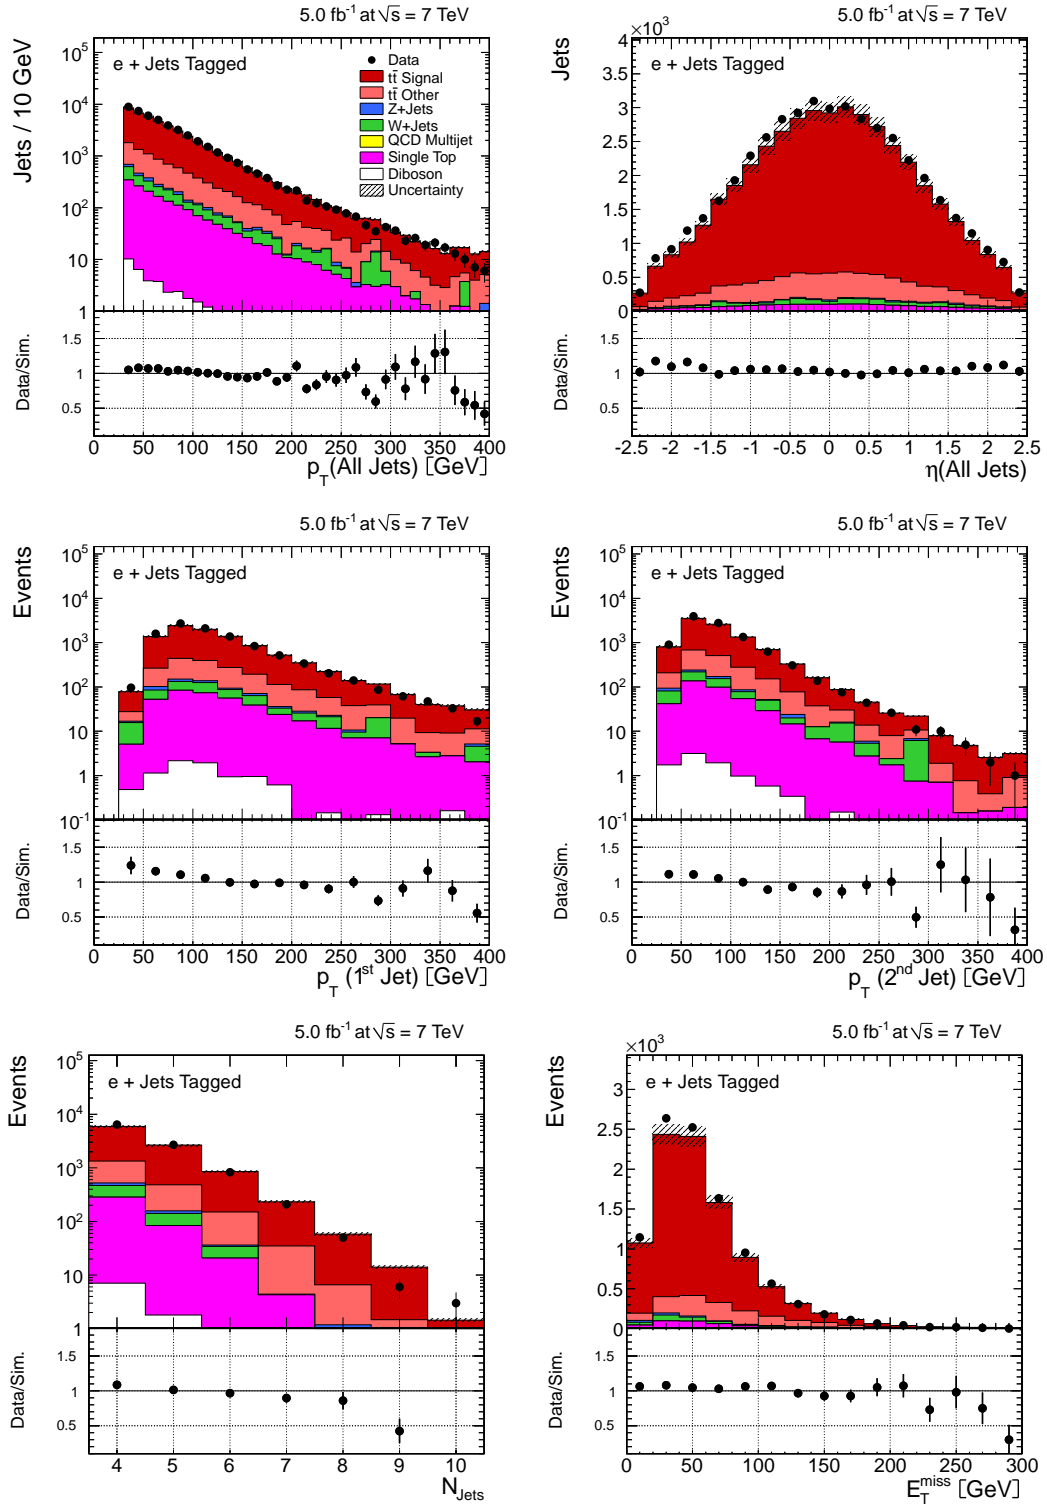 5.0 fb⁻¹ at √s = 7 TeV
Jets / 10 GeV
e + Jets Tagged
Data
tt̄ Signal
tt̄ Other
Z+Jets
W+Jets
QCD Multijet
Single Top
Diboson
Uncertainty
10⁵
10⁴
10³
10²
10
1
Data/Sim.
1.5
1
0.5
0 50 100 150 200 250 300 350 400
p_T(All Jets) [GeV]
5.0 fb⁻¹ at √s = 7 TeV
×10³
Jets
e + Jets Tagged
4
3.5
3
2.5
2
1.5
1
0.5
0
Data/Sim.
1.5
1
0.5
-2.5 -2 -1.5 -1 -0.5 0 0.5 1 1.5 2 2.5
η(All Jets)
5.0 fb⁻¹ at √s = 7 TeV
Events
e + Jets Tagged
10⁵
10⁴
10³
10²
10
1
10⁻¹
Data/Sim.
1.5
1
0.5
0 50 100 150 200 250 300 350 400
p_T (1ˢᵗ Jet) [GeV]
5.0 fb⁻¹ at √s = 7 TeV
Events
e + Jets Tagged
10⁵
10⁴
10³
10²
10
1
10⁻¹
Data/Sim.
1.5
1
0.5
0 50 100 150 200 250 300 350 400
p_T (2ⁿᵈ Jet) [GeV]
5.0 fb⁻¹ at √s = 7 TeV
Events
e + Jets Tagged
10⁵
10⁴
10³
10²
10
1
Data/Sim.
1
1.5
1
0.5
4 5 6 7 8 9 10
N_Jets
5.0 fb⁻¹ at √s = 7 TeV
×10³
Events
e + Jets Tagged
3
2.5
2
1.5
1
0.5
0
Data/Sim.
1.5
1
0.5
0 50 100 150 200 250 300
E_T^miss [GeV]